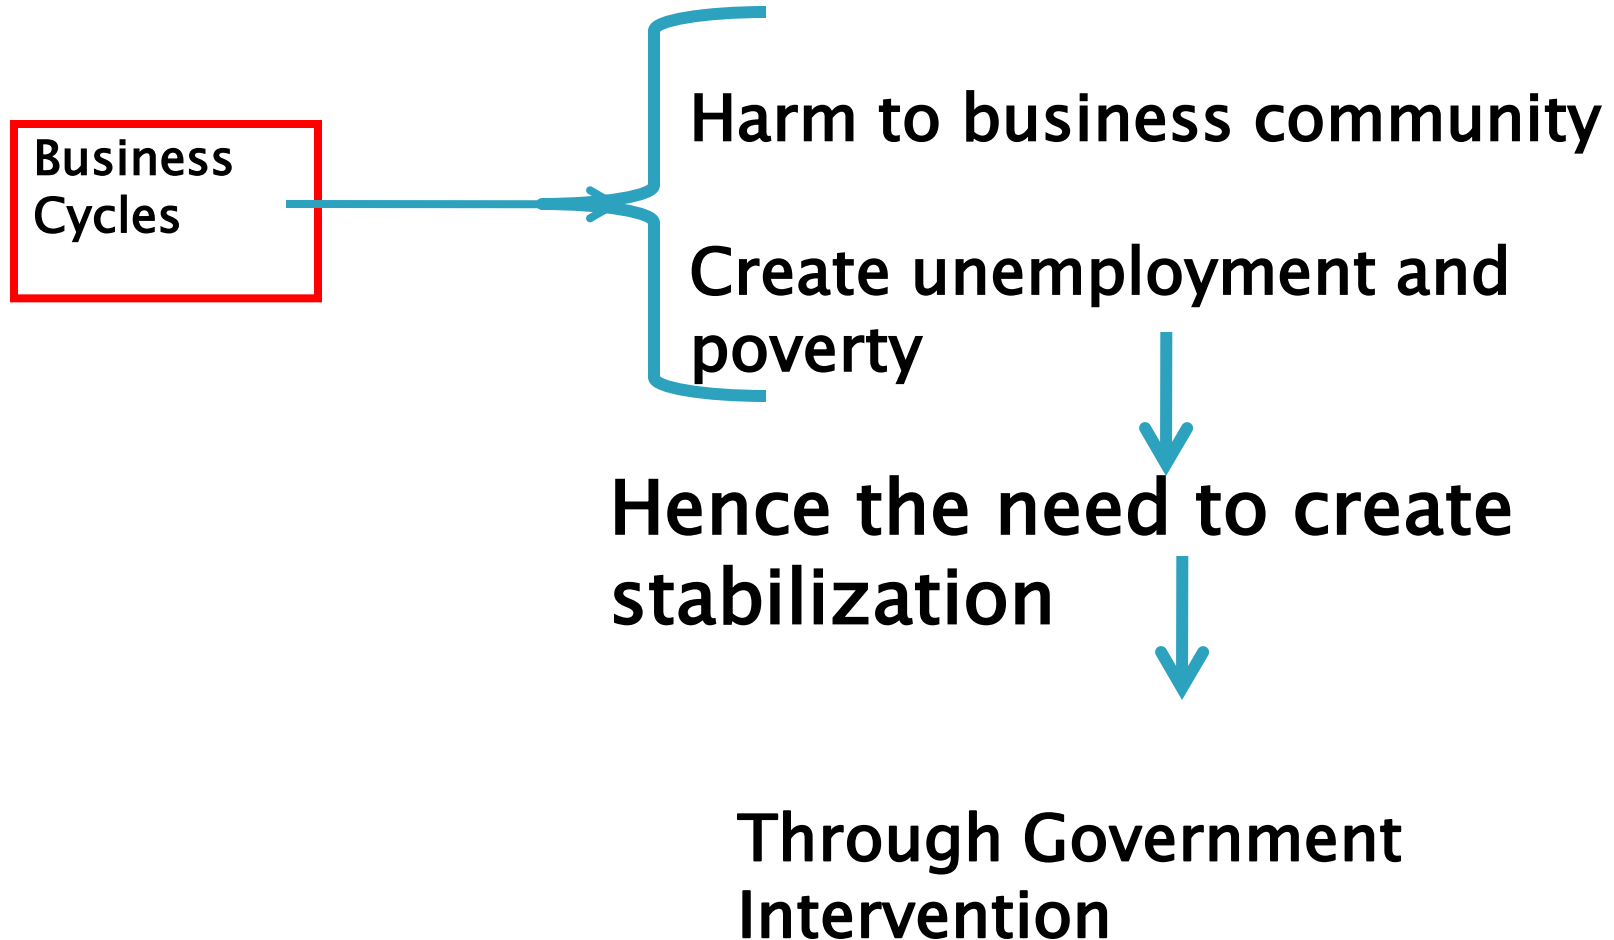 Business
Cycles
Harm to business community
Create unemployment and
poverty
Hence the need to create
stabilization
Through Government
Intervention